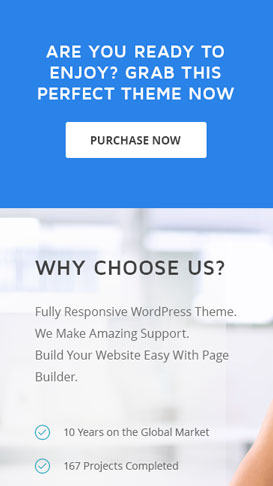 ARE YOU READY TO
ENJOY? GRAB THIS
PERFECT THEME NOW
PURCHASE NOW
WHY CHOOSE US?
Fully Responsive WordPress Theme.
We Make Amazing Support.
Build Your Website Easy With Page
Builder.
10 Years on the Global Market
167 Projects Completed